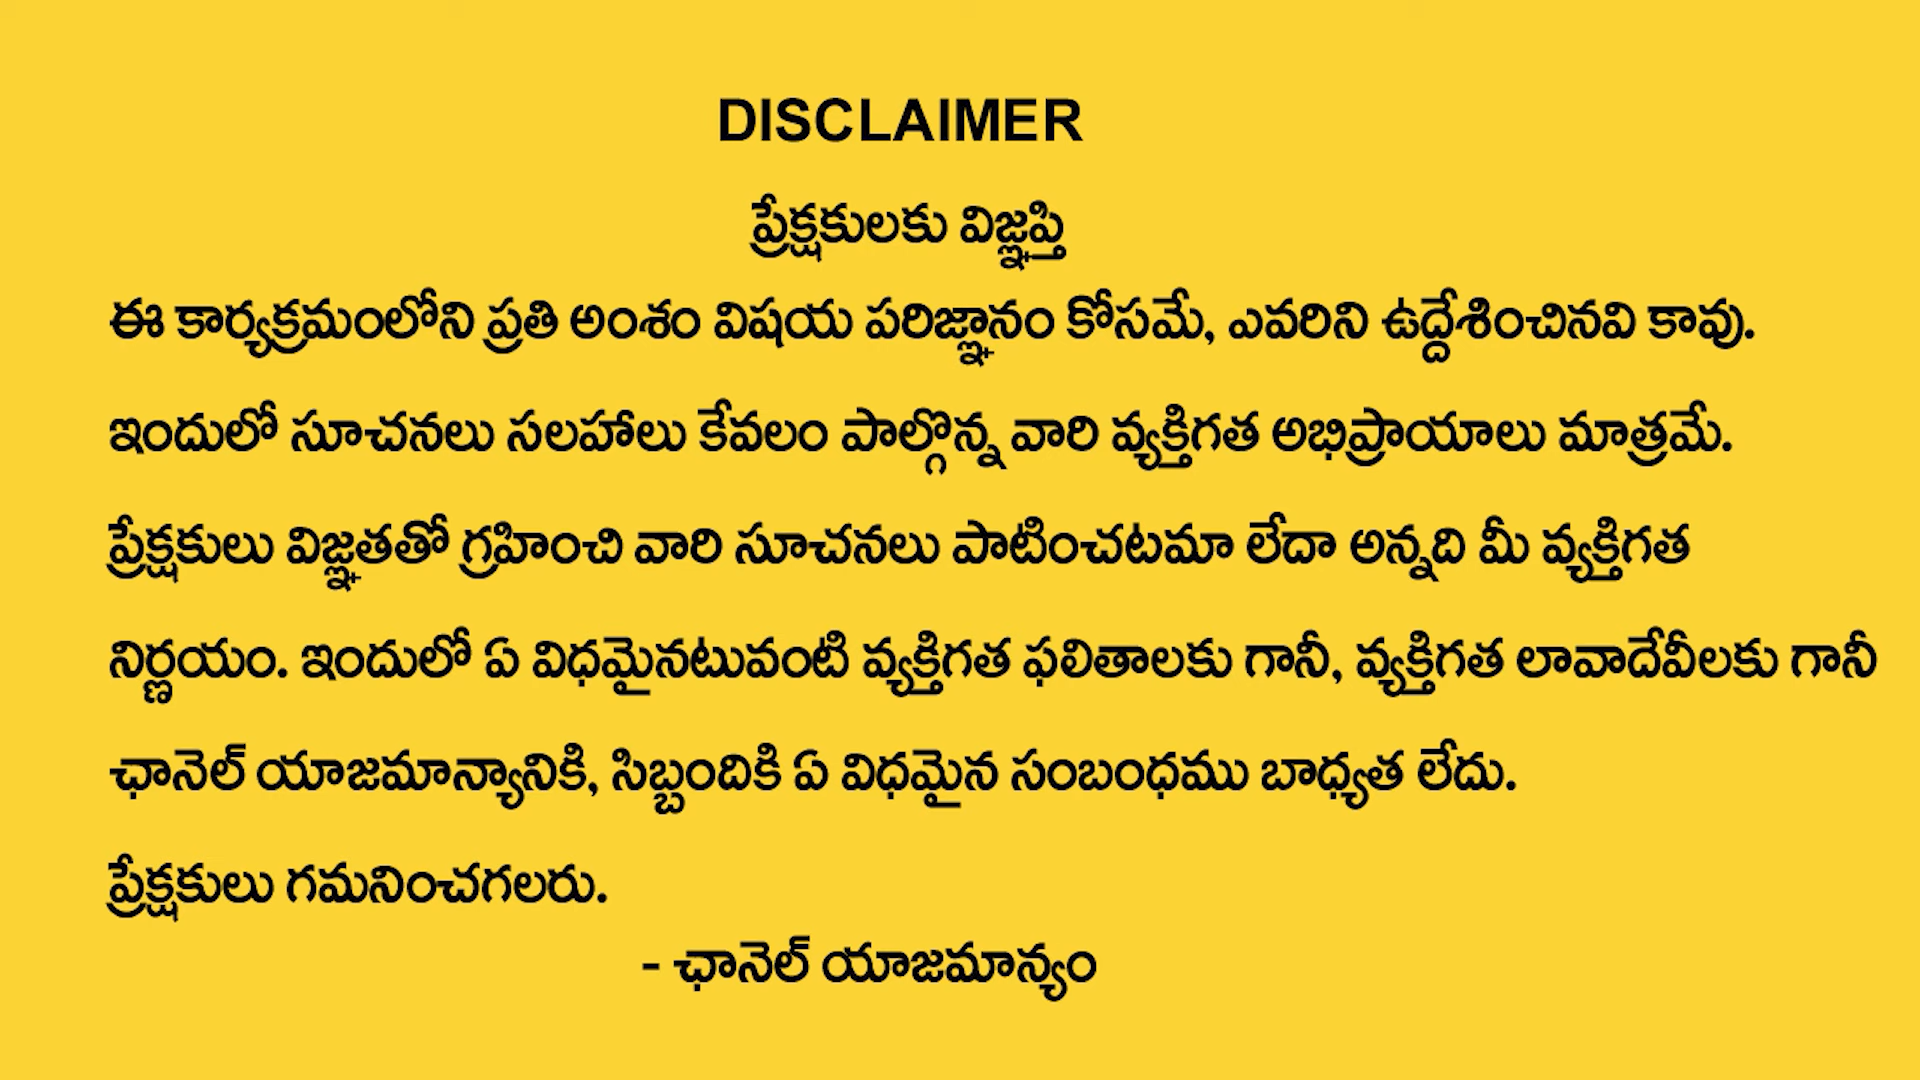 DISCLAIMER
ప్రేక్షకులకు విజ్ఞప్తి
ఈ కార్యక్రమంలోని ప్రతి అంశం విషయ పరిజ్ఞానం కోసమే, ఎవరిని ఉద్దేశించినవి కావు.
ఇందులో సూచనలు సలహాలు కేవలం పాల్గొన్న వారి వ్యక్తిగత అభిప్రాయాలు మాత్రమే.
ప్రేక్షకులు విజ్ఞతతో గ్రహించి వారి సూచనలు పాటించటమా లేదా అన్నది మీ వ్యక్తిగత
నిర్ణయం. ఇందులో ఏ విధమైనటువంటి వ్యక్తిగత ఫలితాలకు గానీ, వ్యక్తిగత లావాదేవీలకు గానీ
ఛానెల్ యాజమాన్యానికి, సిబ్బందికి ఏ విధమైన సంబంధము బాధ్యత లేదు.
ప్రేక్షకులు గమనించగలరు.
- ఛానెల్ యాజమాన్యం